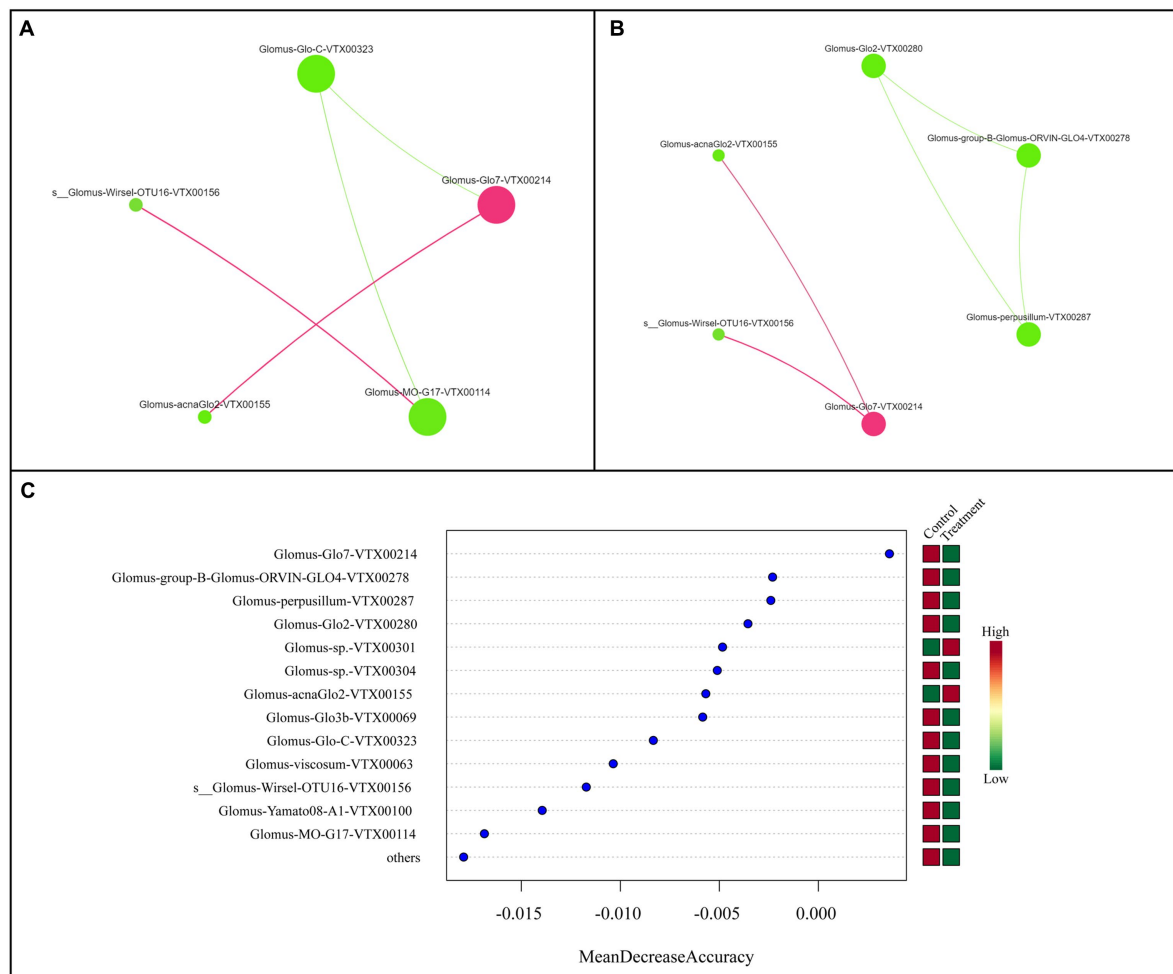 A
Glomus-Glo-C-VTX00323
Glomus-Glo7-VTX00214
s__Glomus-Wirsel-OTU16-VTX00156
Glomus-MO-G17-VTX00114
Glomus-acnaGlo2-VTX00155
B
Glomus-Glo2-VTX00280
Glomus-group-B-Glomus-ORVIN-GLO4-VTX00278
Glomus-acnaGlo2-VTX00155
Glomus-perpusillum-VTX00287
s__Glomus-Wirsel-OTU16-VTX00156
Glomus-Glo7-VTX00214
C
Control
Treatment
Glomus-Glo7-VTX00214
Glomus-group-B-Glomus-ORVIN-GLO4-VTX00278
Glomus-perpusillum-VTX00287
Glomus-Glo2-VTX00280
Glomus-sp.-VTX00301
Glomus-sp.-VTX00304
Glomus-acnaGlo2-VTX00155
Glomus-Glo3b-VTX00069
Glomus-Glo-C-VTX00323
Glomus-viscosum-VTX00063
s__Glomus-Wirsel-OTU16-VTX00156
Glomus-Yamato08-A1-VTX00100
Glomus-MO-G17-VTX00114
others
High
Low
-0.015 -0.010 -0.005 0.000
MeanDecreaseAccuracy